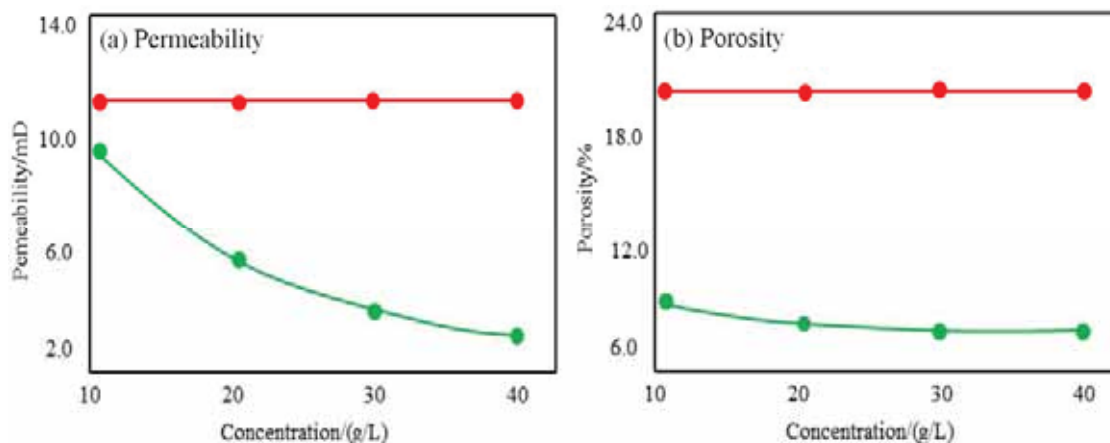 14.0
(a) Permeability
10.0
6.0
2.0
Permeability/mD
10 20 30 40
Concentration/(g/L)
24.0
(b) Porosity
18.0
12.0
6.0
Porosity/%
10 20 30 40
Concentration/(g/L)